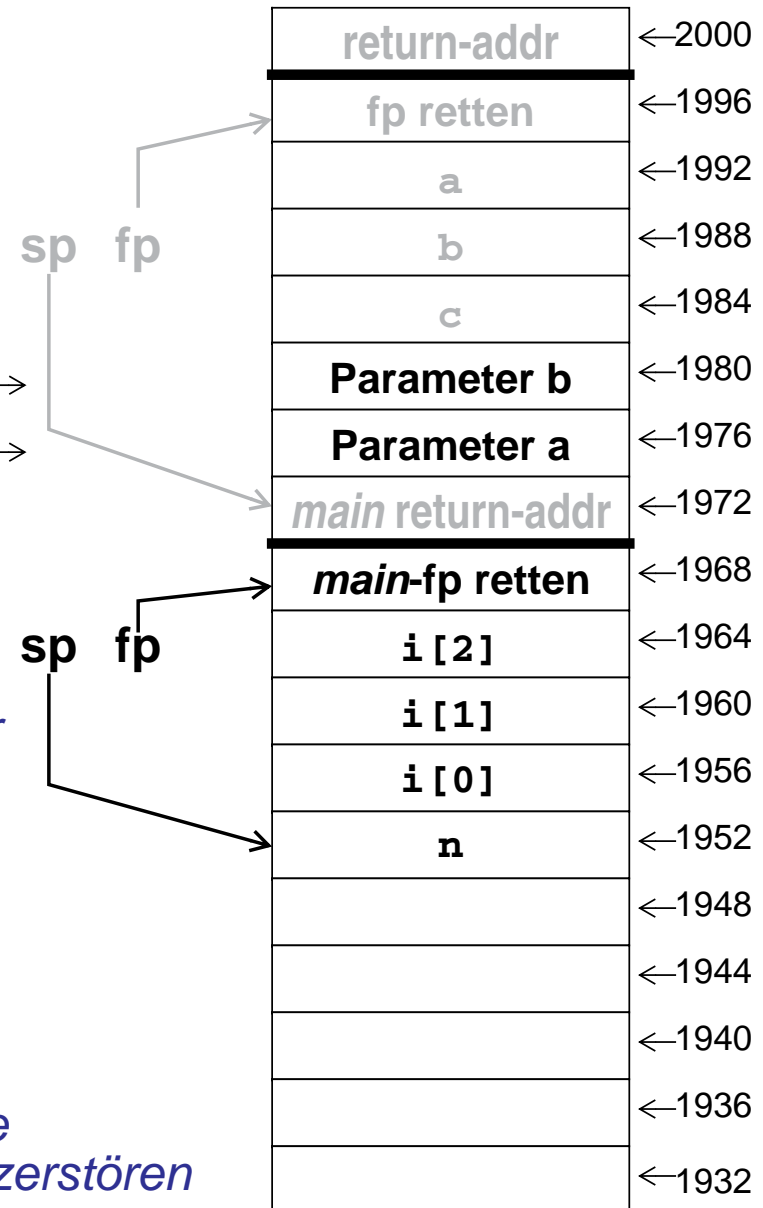 return-addr ←2000
fp retten ←1996
a ←1992
sp fp b ←1988
c ←1984
→ Parameter b ←1980
→ Parameter a ←1976
main return-addr ←1972
main-fp retten ←1968
sp fp i[2] ←1964
i[1] ←1960
i[0] ←1956
n ←1952
←1948
←1944
←1940
←1936
zerstören ←1932